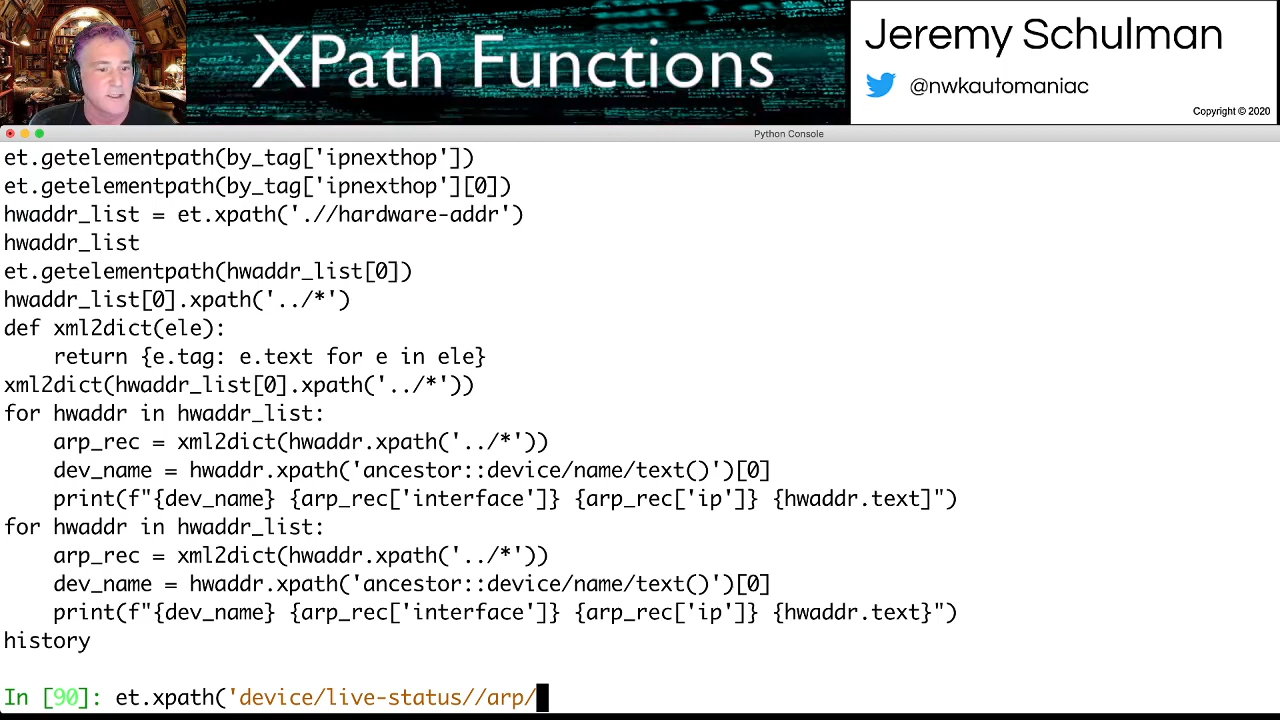 XPath Functions
Jeremy Schulman
@nwkautomaniac
Copyright © 2020
Python Console
et.getelementpath(by_tag['ipnexthop'])
et.getelementpath(by_tag['ipnexthop'][0])
hwaddr_list = et.xpath('.//hardware-addr')
hwaddr_list
et.getelementpath(hwaddr_list[0])
hwaddr_list[0].xpath('../*')
def xml2dict(ele):
    return {e.tag: e.text for e in ele}
xml2dict(hwaddr_list[0].xpath('../*'))
for hwaddr in hwaddr_list:
    arp_rec = xml2dict(hwaddr.xpath('../*'))
    dev_name = hwaddr.xpath('ancestor::device/name/text()')[0]
    print(f"{dev_name} {arp_rec['interface']} {arp_rec['ip']} {hwaddr.text]")
for hwaddr in hwaddr_list:
    arp_rec = xml2dict(hwaddr.xpath('../*'))
    dev_name = hwaddr.xpath('ancestor::device/name/text()')[0]
    print(f"{dev_name} {arp_rec['interface']} {arp_rec['ip']} {hwaddr.text}")
history
In [90]: et.xpath('device/live-status//arp/